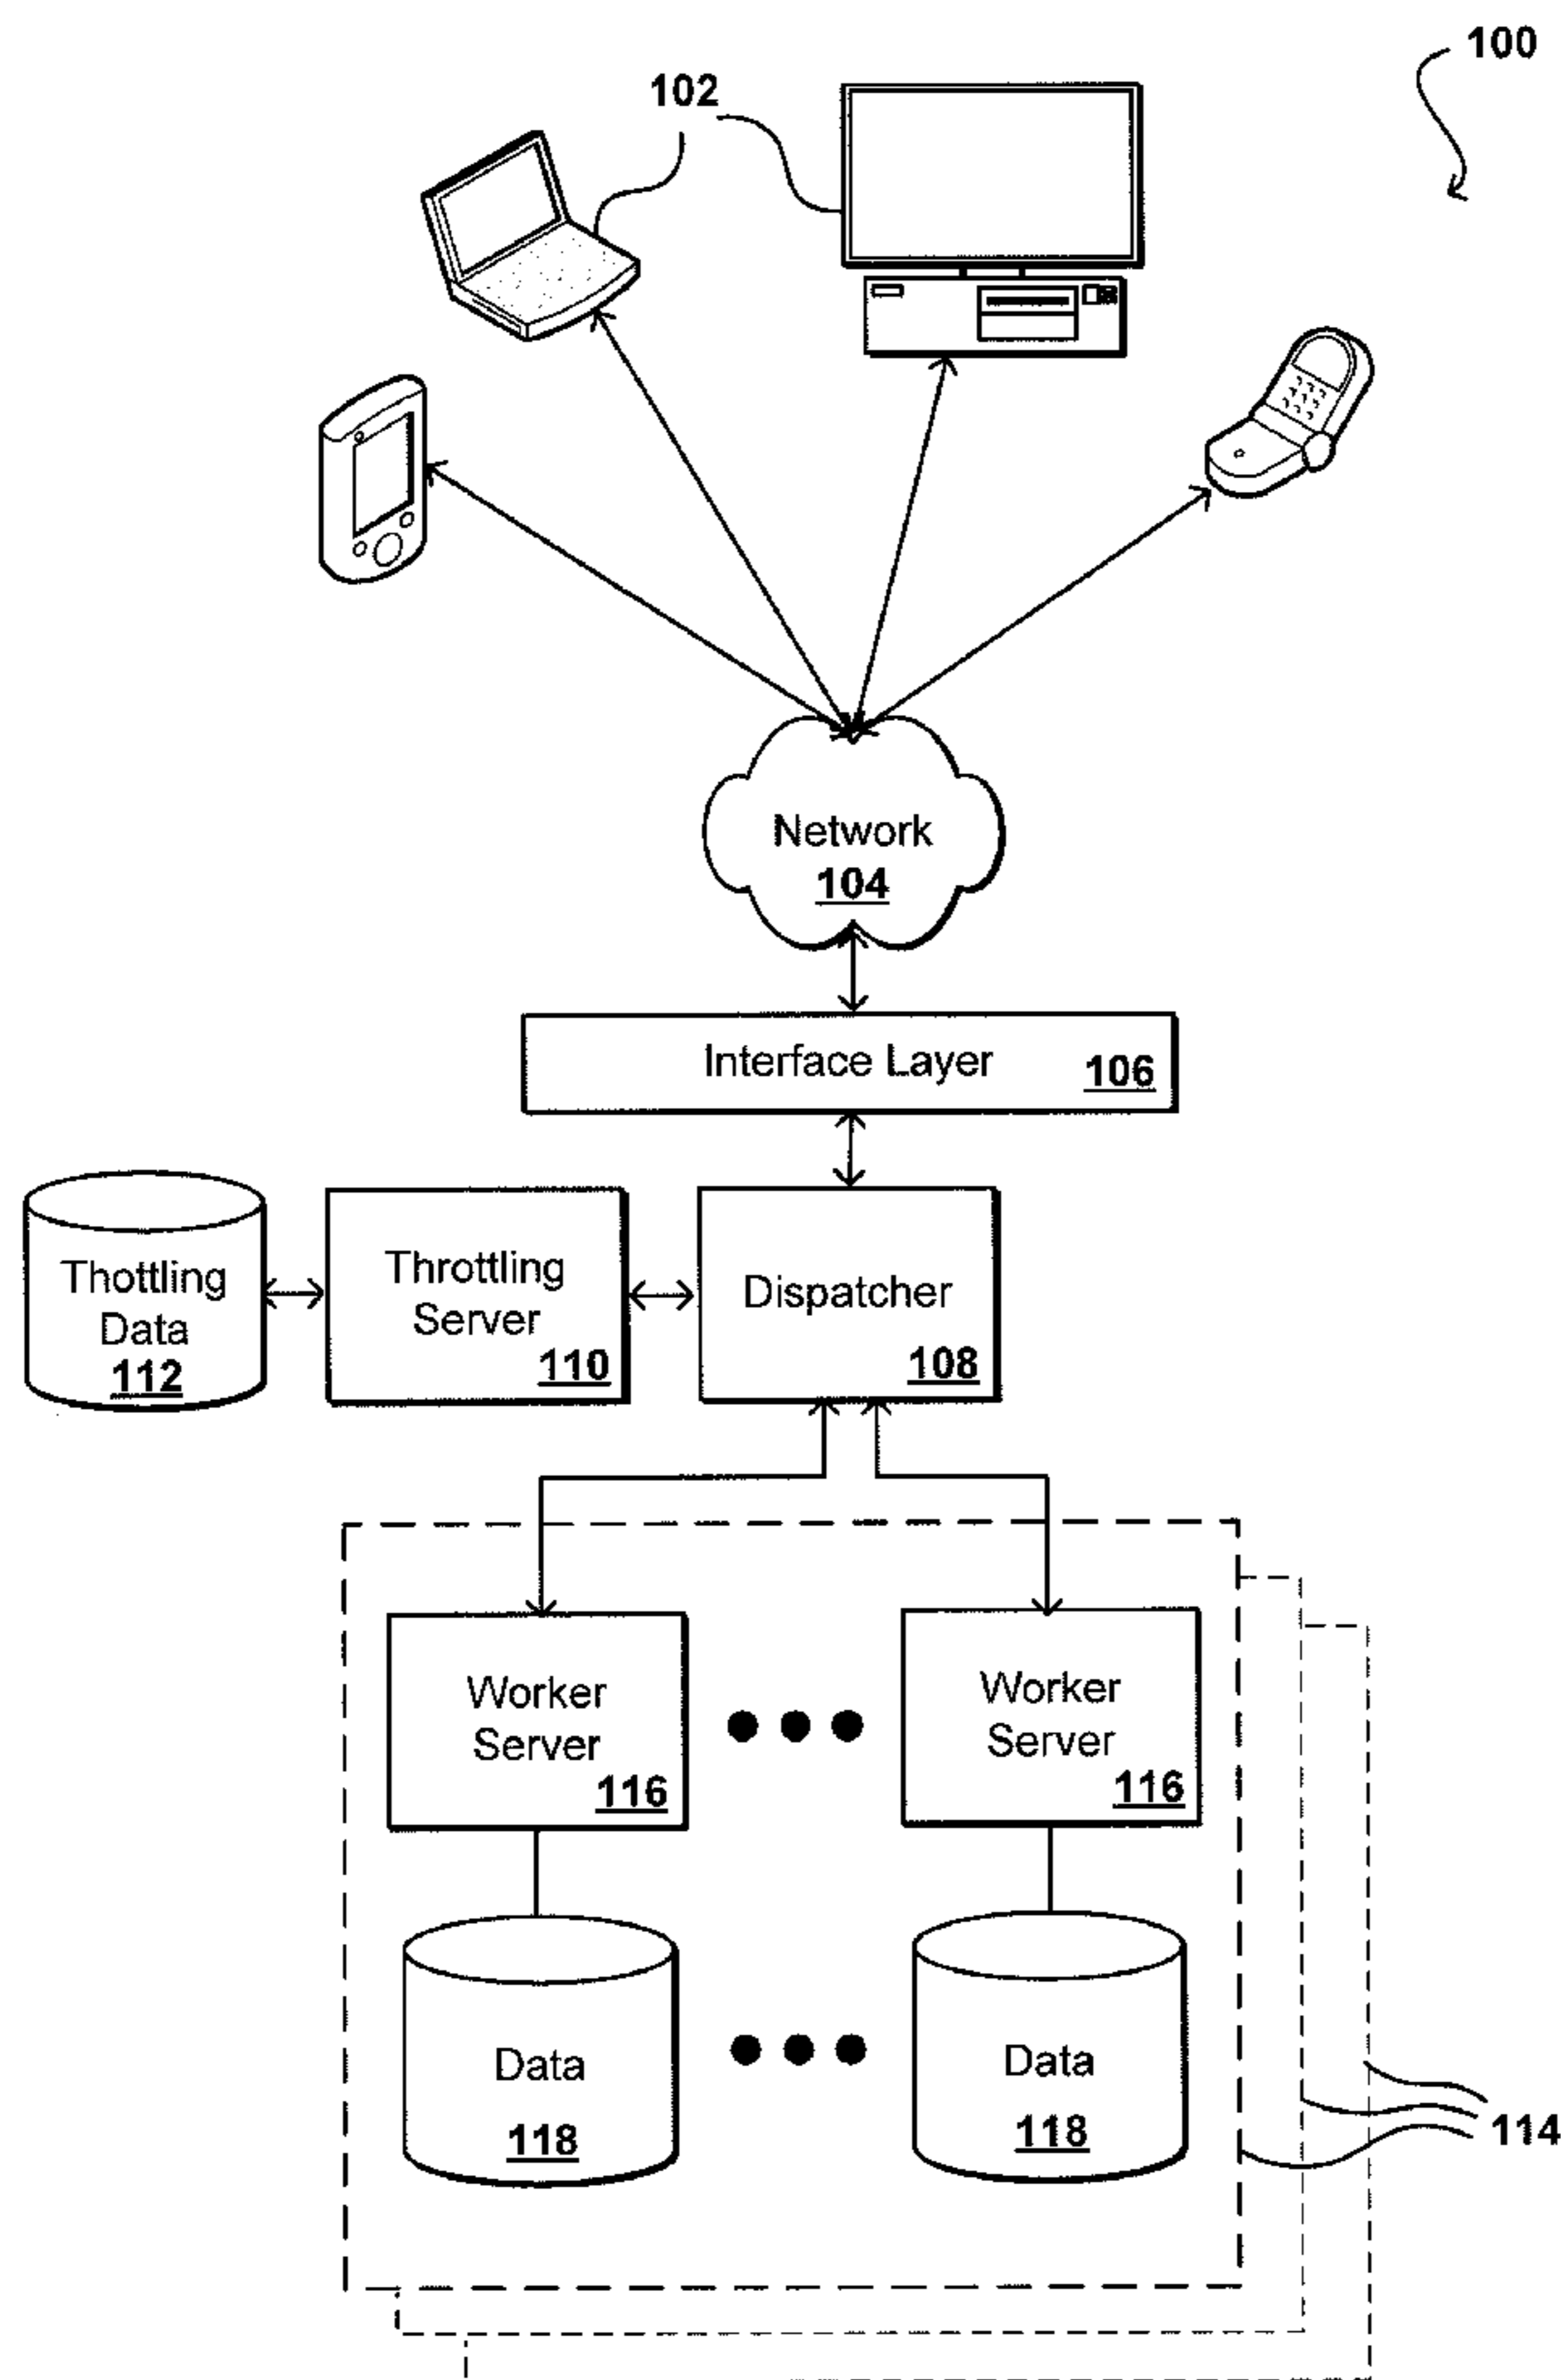 100
102
Network
104
Interface Layer 106
Thottling
Data
112
Throttling
Server
110
Dispatcher
108
Worker
Server
116
Worker
Server
116
Data
118
Data
118
114